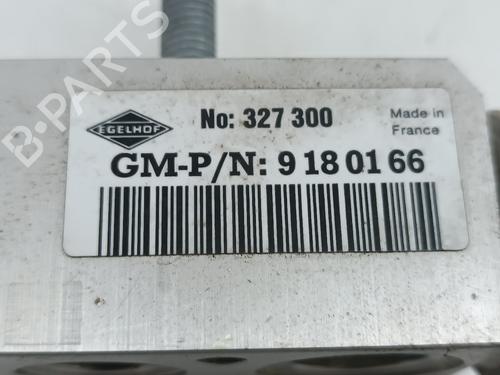 B-PARTS
EGELHOF
No: 327 300
Made in
France
GM-P/N: 9 18 01 66